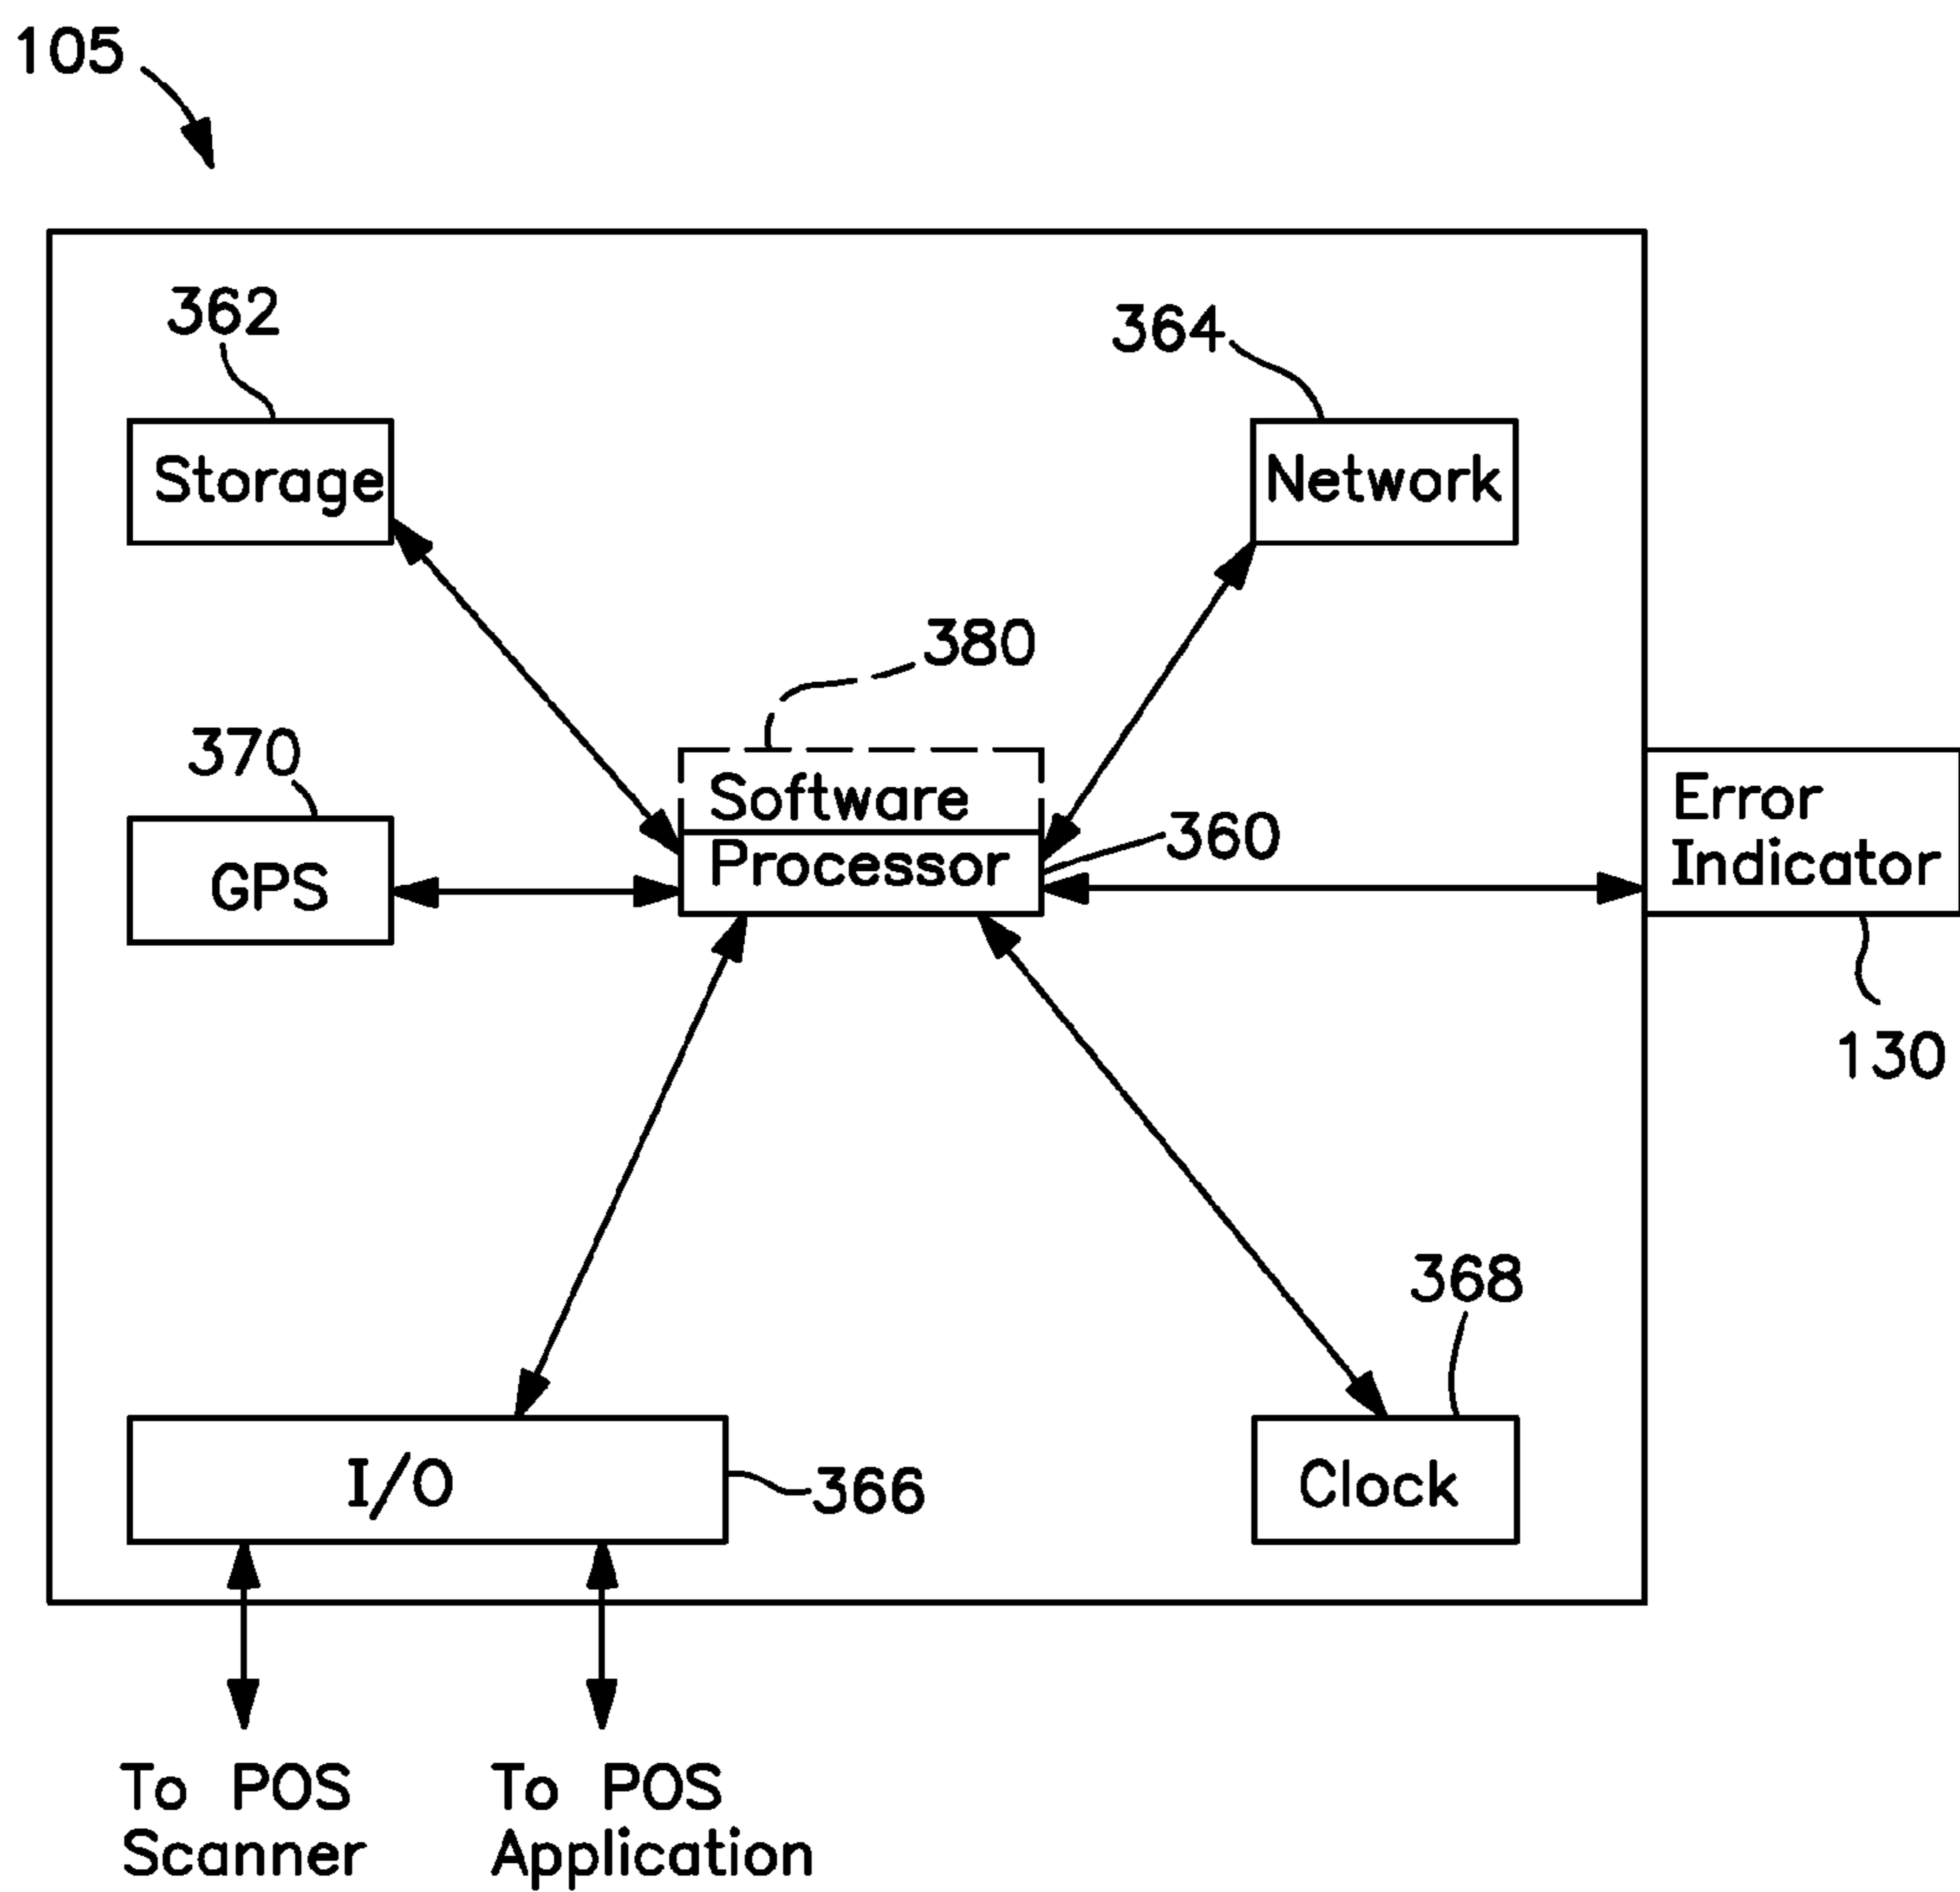 105
362
364
Storage
Network
380
370
Software
360
Processor
GPS
Error
Indicator
130
368
I/O
366
Clock
To POS
Scanner
To POS
Application